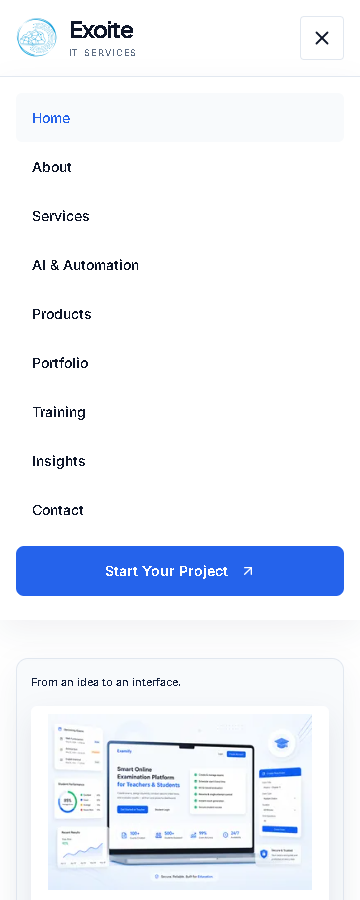 Exoite
IT SERVICES
Home
About
Services
AI & Automation
Products
Portfolio
Training
Insights
Contact
Start Your Project
From an idea to an interface.
Smart Online
Examination Platform
for Teachers & Students